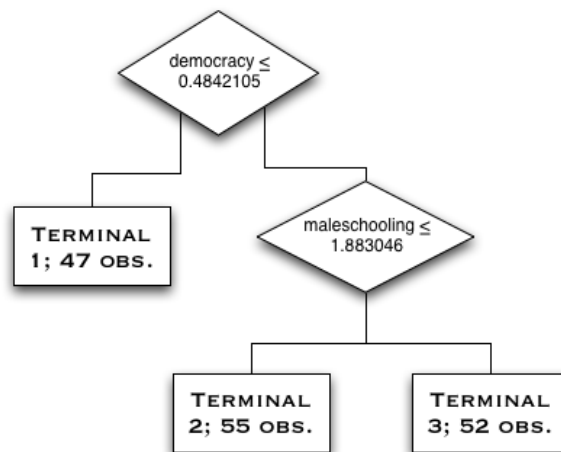 democracy ≤
0.4842105
TERMINAL
1; 47 OBS.
maleschooling ≤
1.883046
TERMINAL
2; 55 OBS.
TERMINAL
3; 52 OBS.